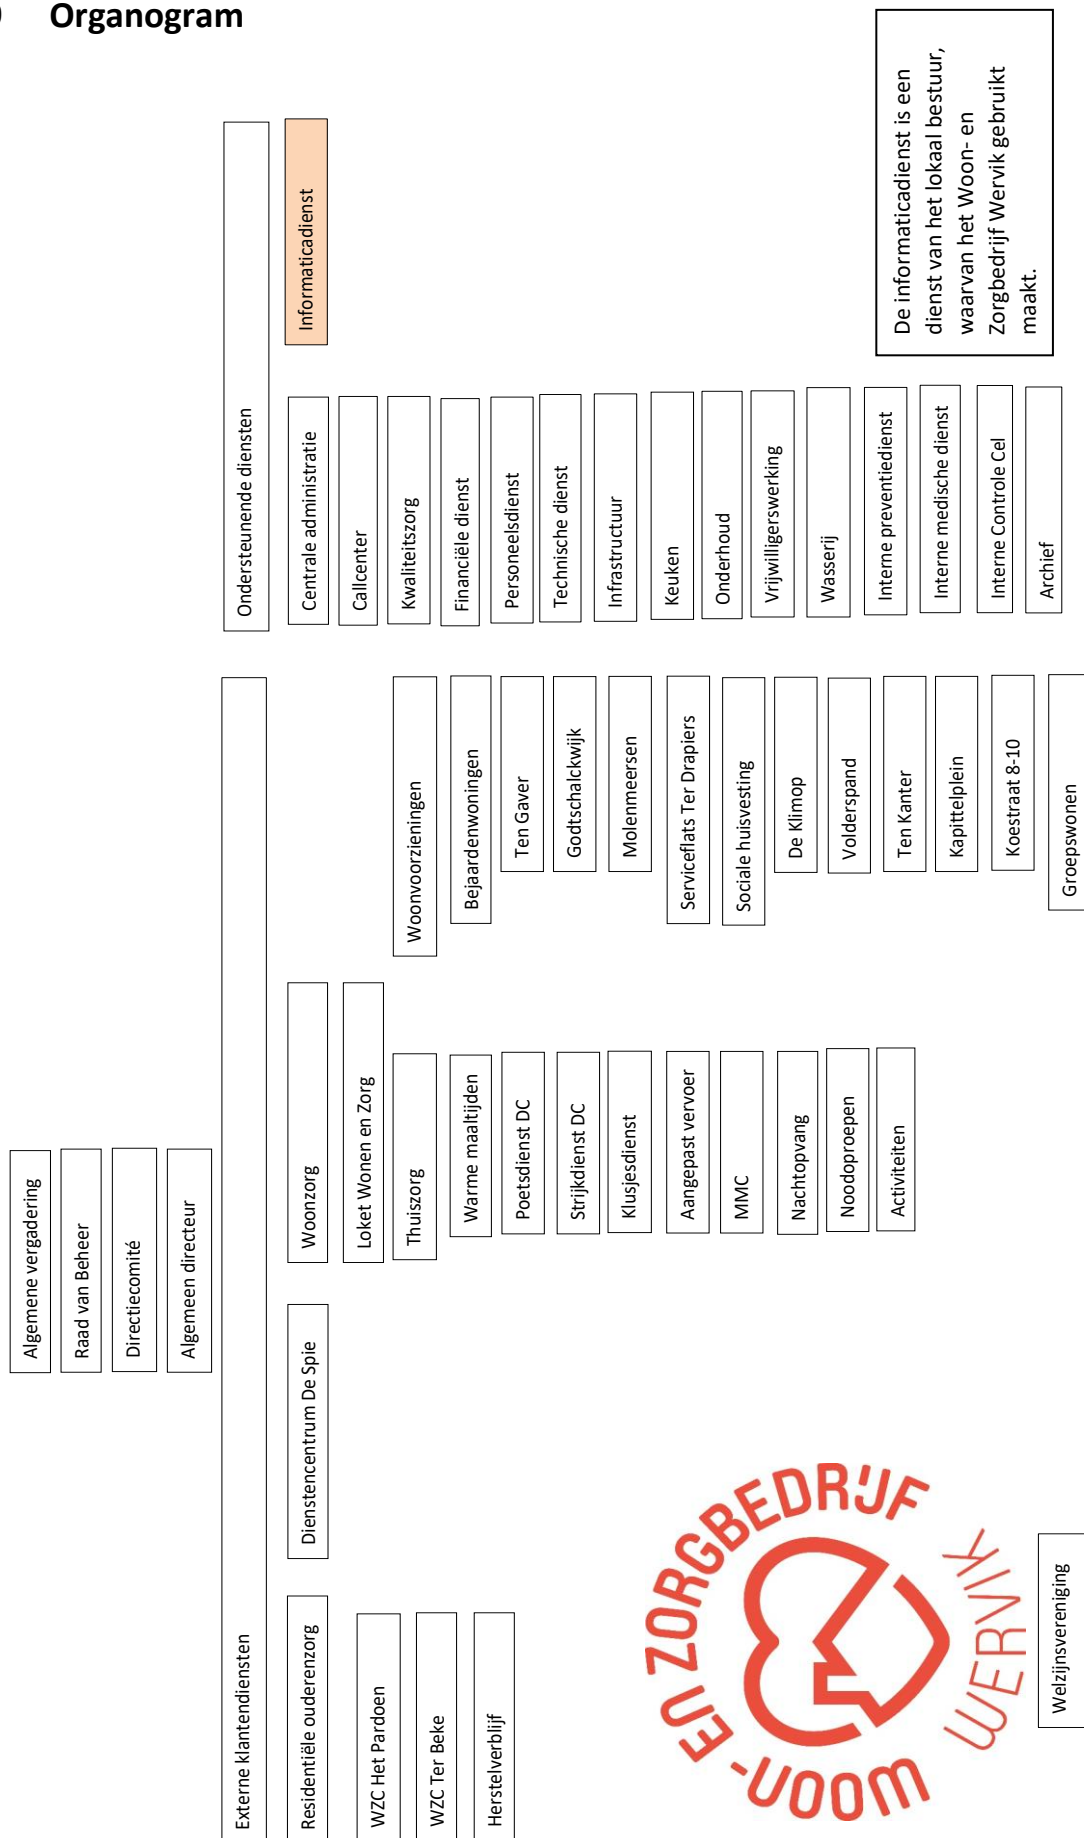 Organogram
Algemene vergadering
Raad van Beheer
Directiecomité
Algemeen directeur
Externe klantendiensten
Ondersteunende diensten
Residentiële ouderenzorg
WZC Het Pardoen
WZC Ter Beke
Herstelverblijf
Dienstencentrum De Spie
Woonzorg
Loket Wonen en Zorg
Thuiszorg
Warme maaltijden
Poetsdienst DC
Strijkdienst DC
Klusjesdienst
Aangepast vervoer
MMC
Nachtopvang
Noodoproepen
Activiteiten
Woonvoorzieningen
Bejaardenwoningen
Ten Gaver
Godtschalckwijk
Molenmeersen
Serviceflats Ter Drapiers
Sociale huisvesting
De Klimop
Volderspand
Ten Kanter
Kapittelplein
Koestraat 8-10
Groepswonen
Centrale administratie
Callcenter
Kwaliteitszorg
Financiële dienst
Personeelsdienst
Technische dienst
Infrastructuur
Keuken
Onderhoud
Vrijwilligerswerking
Wasserij
Interne preventiedienst
Interne medische dienst
Interne Controle Cel
Archief
Informaticadienst
De informaticadienst is een
dienst van het lokaal bestuur,
waarvan het Woon- en
Zorgbedrijf Wervik gebruikt
maakt.
WOON- EN ZORGBEDRIJF
WERVIK
Welzijnsvereniging